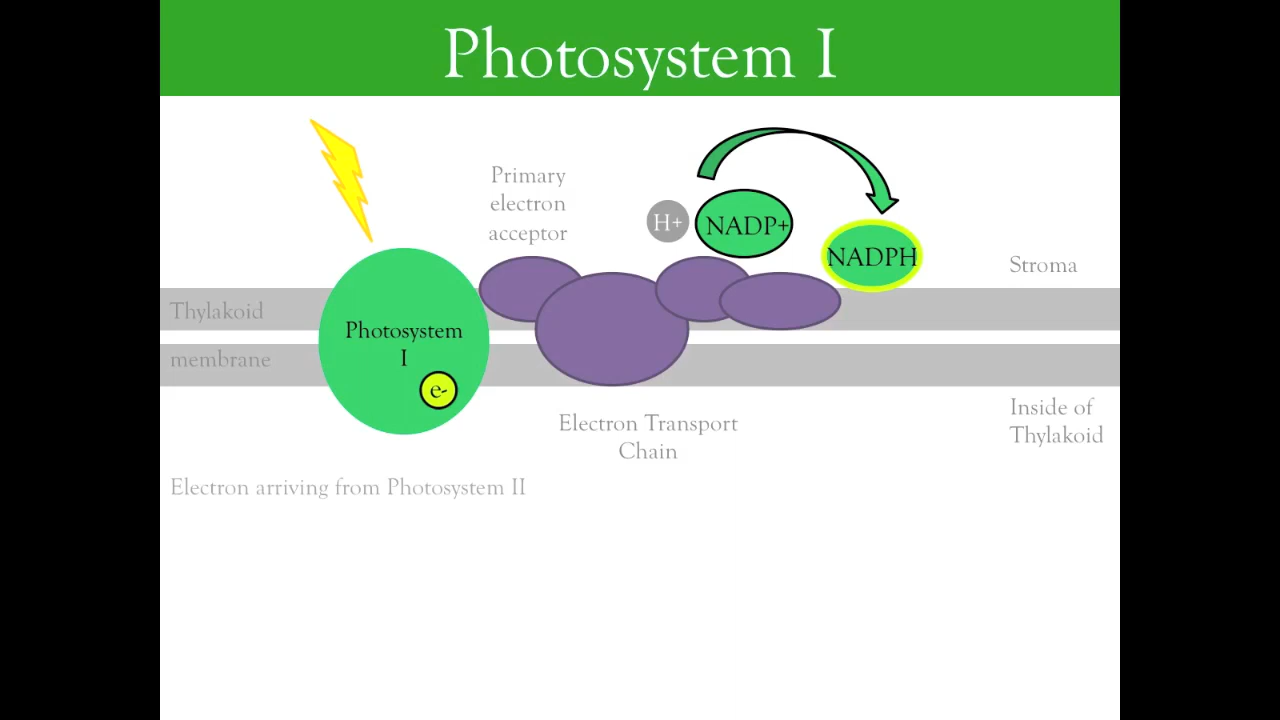 Photosystem I
Primary
electron
acceptor
H+
NADP+
NADPH
Stroma
Thylakoid
membrane
Photosystem
I
e-
Inside of
Thylakoid
Electron Transport
Chain
Electron arriving from Photosystem II